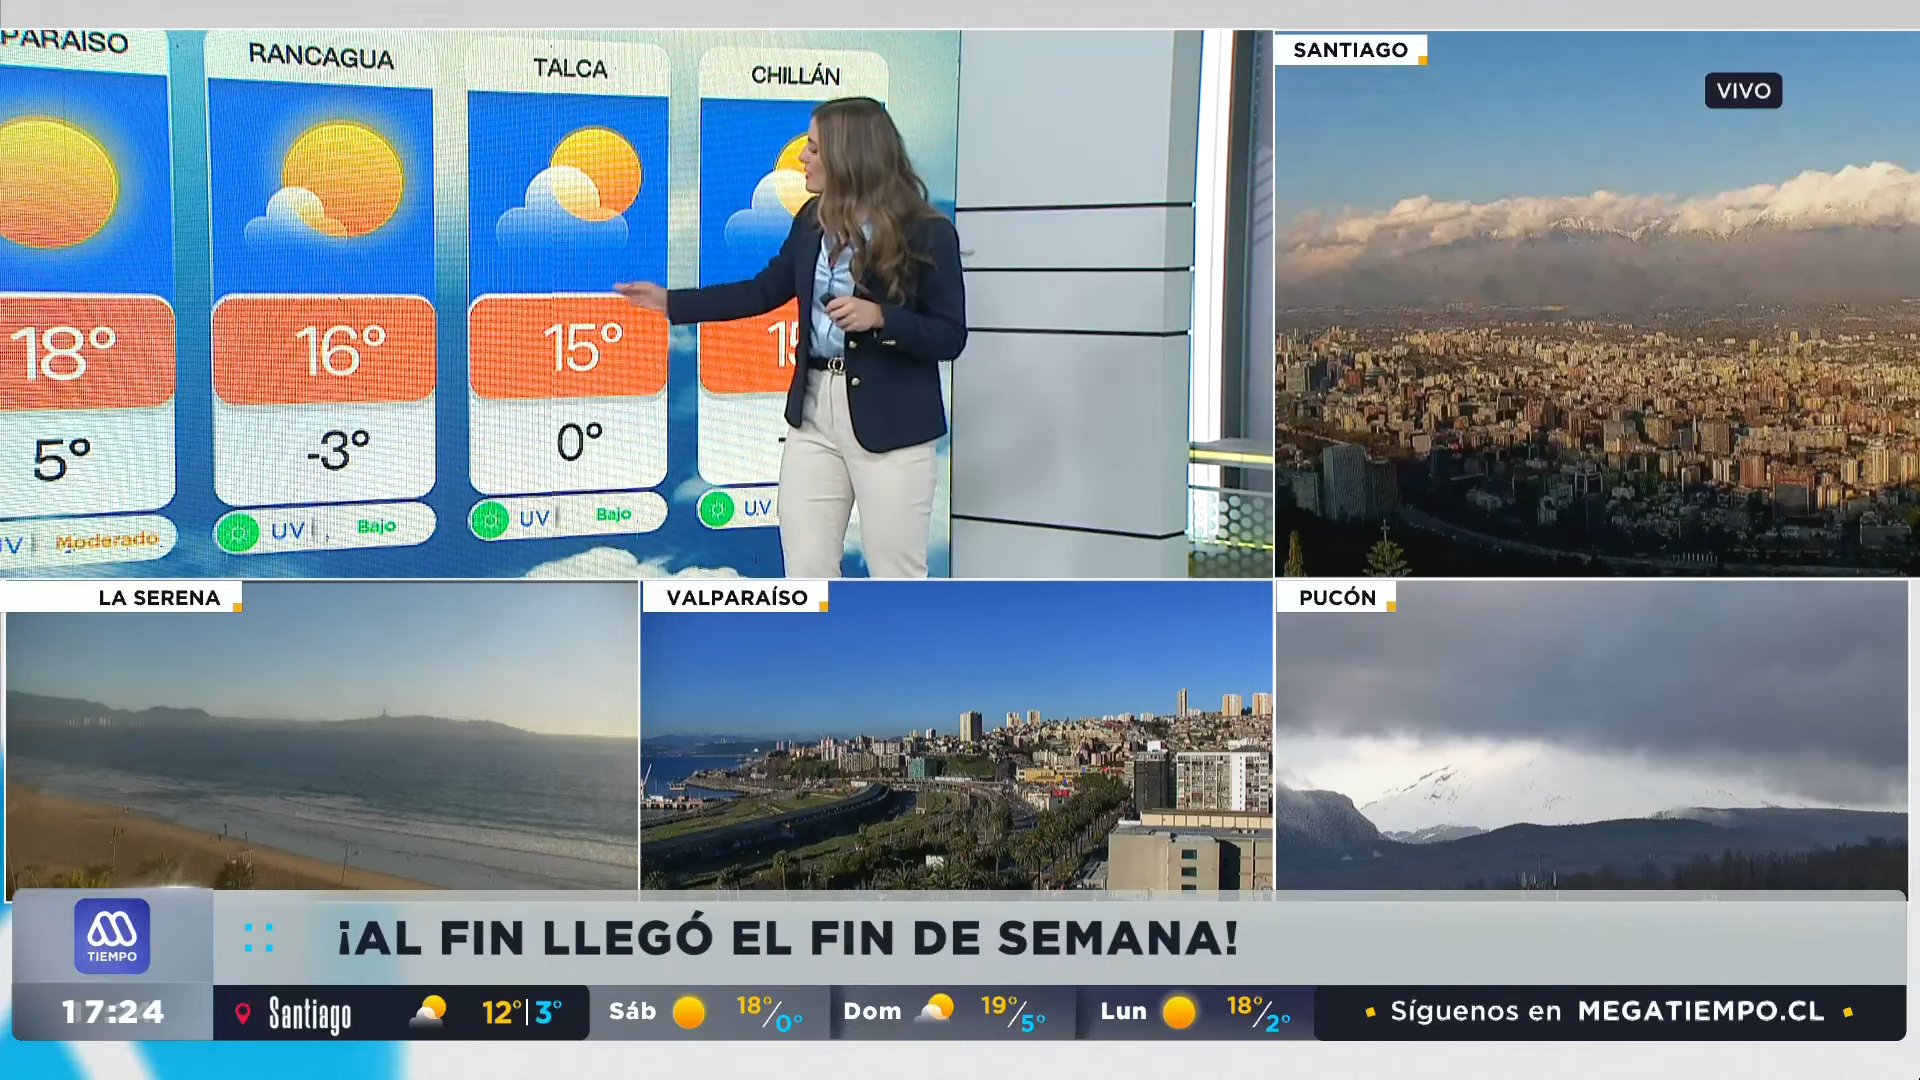 PARAISO
18°
5°
UV Moderado
RANCAGUA
16°
-3°
UV Bajo
TALCA
15°
0°
UV Bajo
CHILLÁN
UV
SANTIAGO
VIVO
LA SERENA
VALPARAÍSO
PUCÓN
¡AL FIN LLEGÓ EL FIN DE SEMANA!
TIEMPO
17:24
Santiago 12° | 3°
Sáb 18°/0°
Dom 19°/5°
Lun 18°/2°
Síguenos en MEGATIEMPO.CL